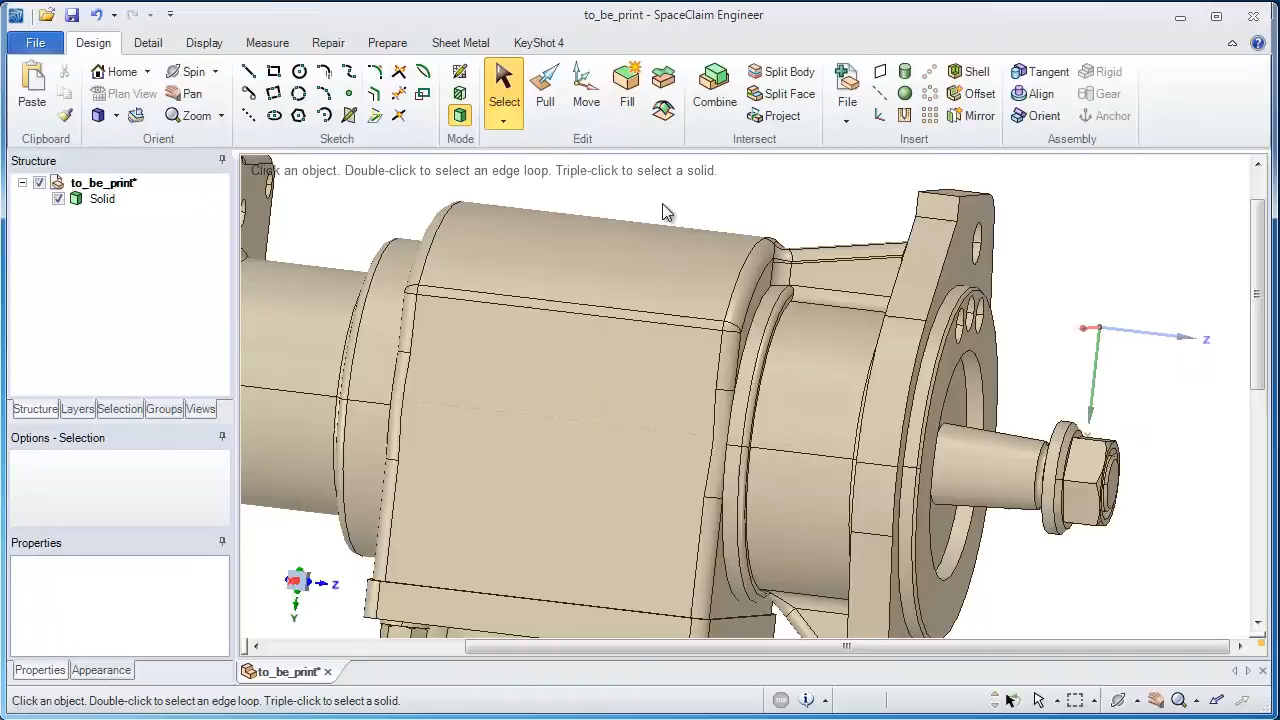 to_be_print - SpaceClaim Engineer
File Design Detail Display Measure Repair Prepare Sheet Metal KeyShot 4
Paste
Clipboard
Home Spin
Plan View Pan
Zoom
Orient
Sketch
Mode
Select Pull Move Fill
Edit
Combine
Split Body
Split Face
Project
Intersect
File
Shell
Offset
Mirror
Insert
Tangent Rigid
Align Gear
Orient Anchor
Assembly
Structure
to_be_print*
Solid
Structure Layers Selection Groups Views
Options - Selection
Properties
Properties Appearance
Click an object. Double-click to select an edge loop. Triple-click to select a solid.
Z
Z
Y
to_be_print*
Click an object. Double-click to select an edge loop. Triple-click to select a solid.